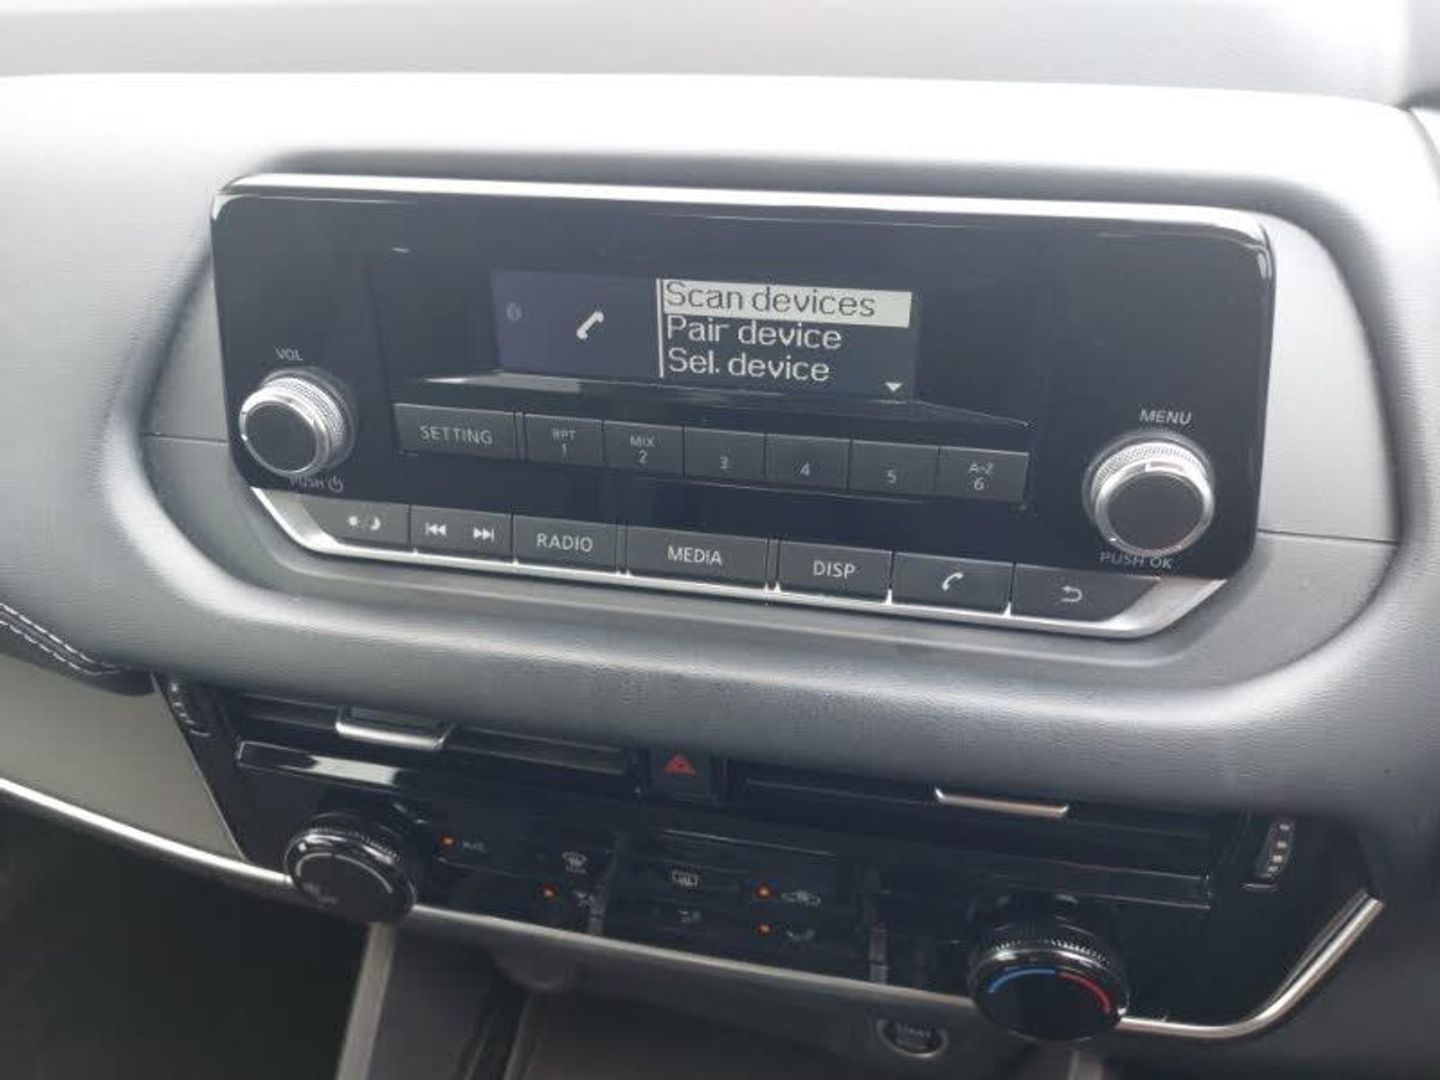 Scan devices
Pair device
Sel. device
VOL
PUSH
MENU
PUSH OK
SETTING
RPT
1
MIX
2
3
4
5
A-Z
6
RADIO
MEDIA
DISP
START